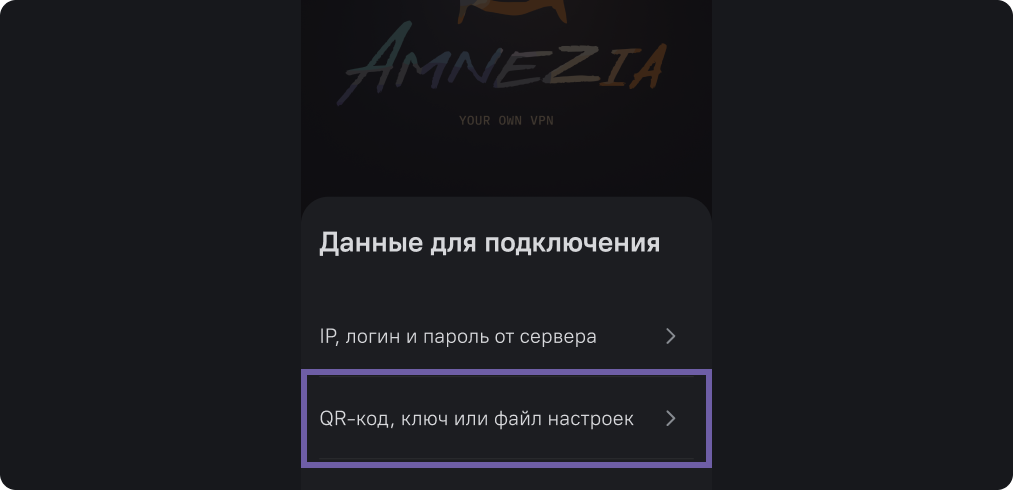 AMNEZIA
YOUR OWN VPN
Данные для подключения
IP, логин и пароль от сервера
QR-код, ключ или файл настроек